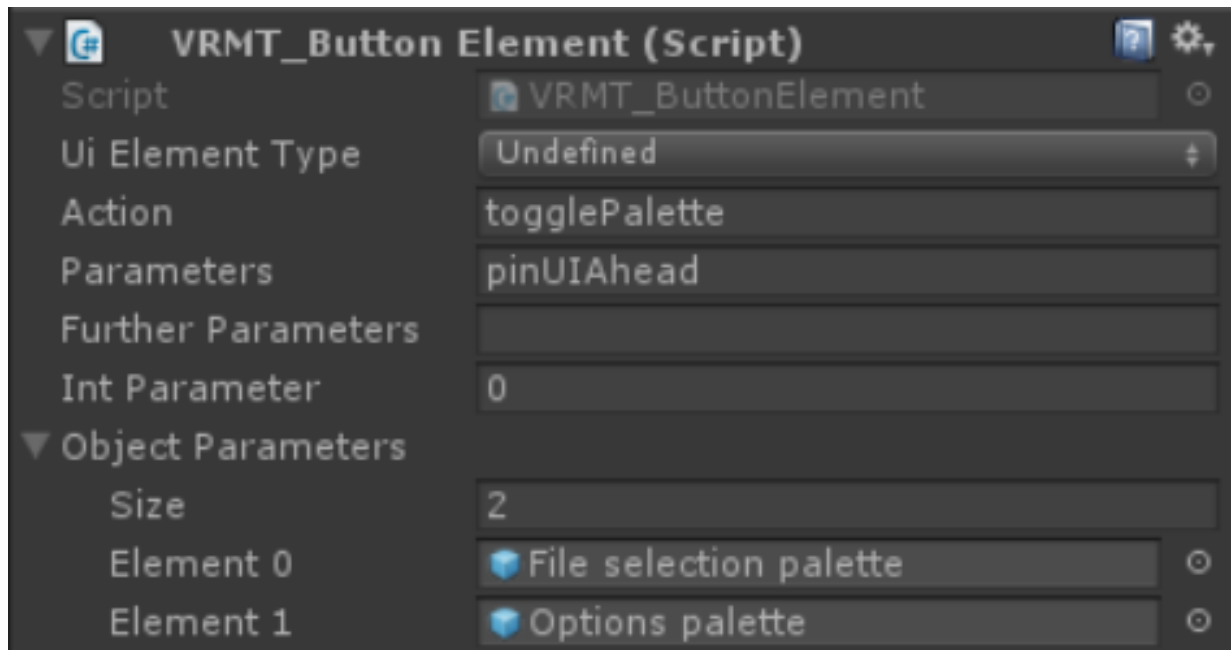 VRMT_Button Element (Script)
Script VRMT_ButtonElement
Ui Element Type Undefined
Action togglePalette
Parameters pinUIAhead
Further Parameters
Int Parameter 0
Object Parameters
Size 2
Element 0 File selection palette
Element 1 Options palette